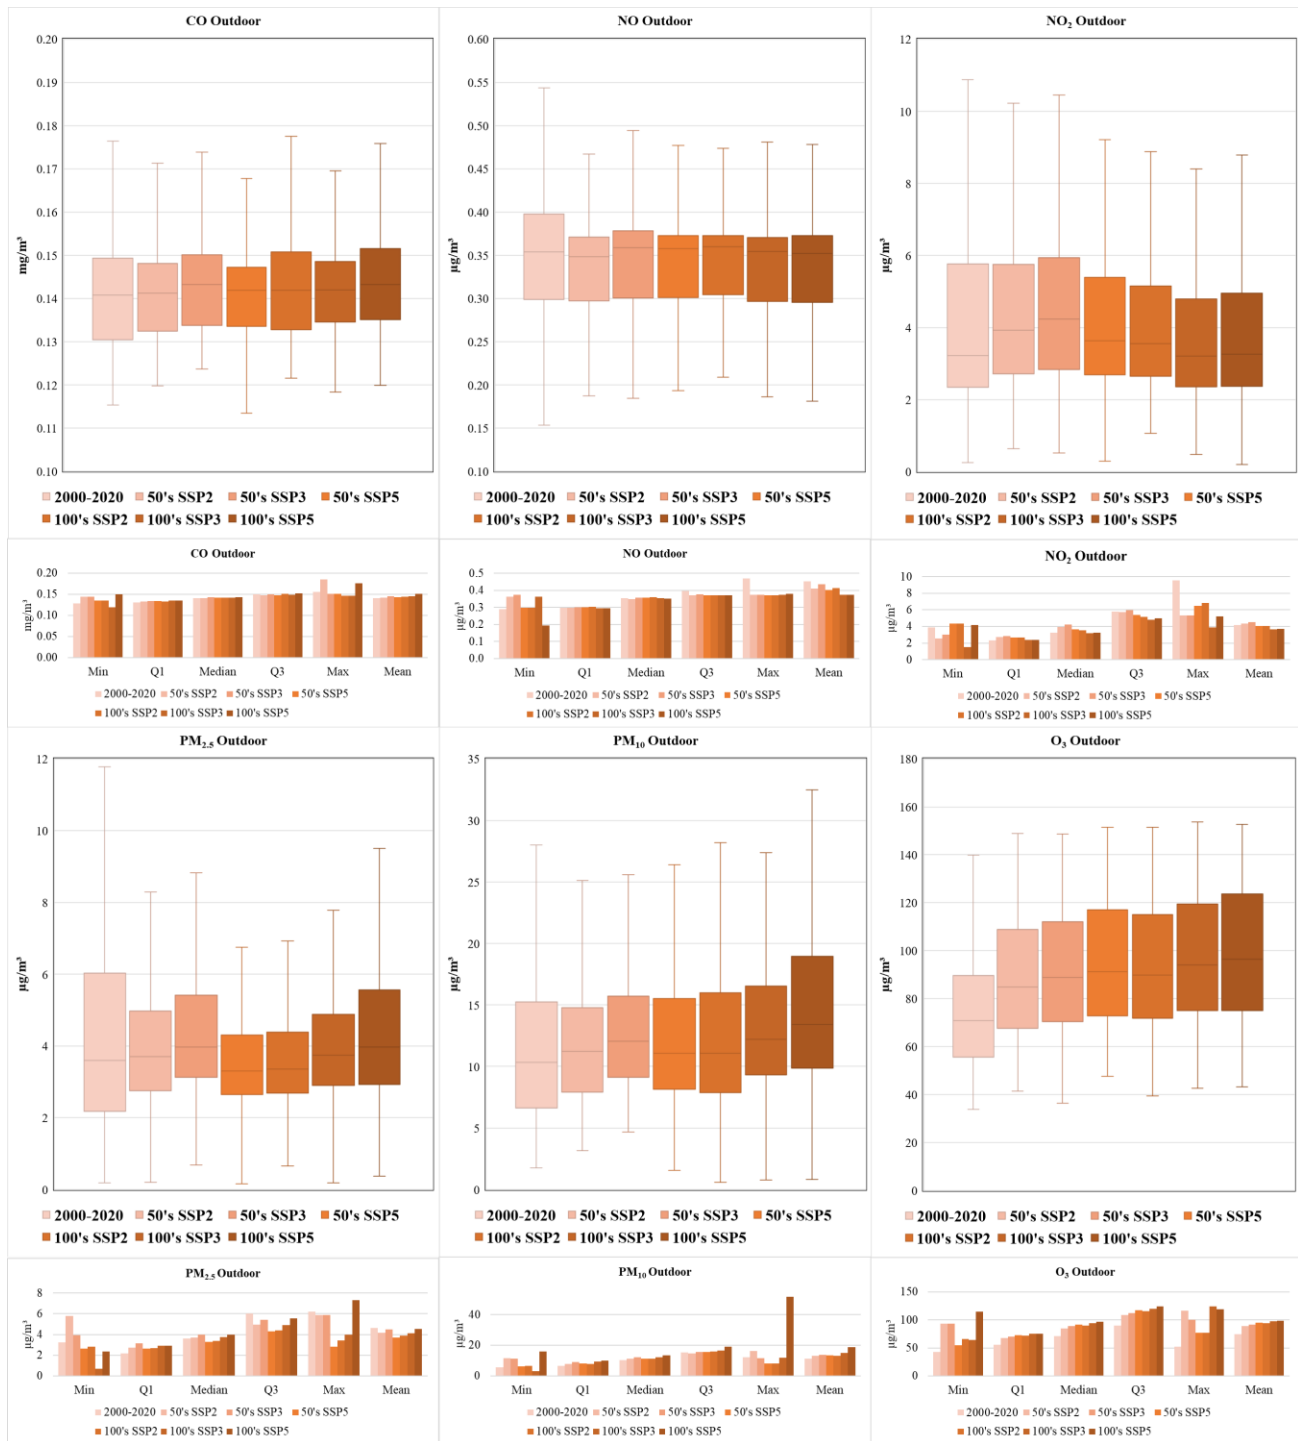 CO Outdoor
0.20
0.19
0.18
0.17
0.16
0.15
0.14
0.13
0.12
0.11
0.10
mg/m³
2000-2020 50's SSP2 50's SSP3 50's SSP5
100's SSP2 100's SSP3 100's SSP5
NO Outdoor
0.60
0.55
0.50
0.45
0.40
0.35
0.30
0.25
0.20
0.15
0.10
µg/m³
2000-2020 50's SSP2 50's SSP3 50's SSP5
100's SSP2 100's SSP3 100's SSP5
NO₂ Outdoor
12
10
8
6
4
2
0
µg/m³
2000-2020 50's SSP2 50's SSP3 50's SSP5
100's SSP2 100's SSP3 100's SSP5
CO Outdoor
0.20
0.15
0.10
0.05
0.00
mg/m³
Min Q1 Median Q3 Max Mean
2000-2020 50's SSP2 50's SSP3 50's SSP5
100's SSP2 100's SSP3 100's SSP5
NO Outdoor
0.5
0.4
0.3
0.2
0.1
0.0
µg/m³
Min Q1 Median Q3 Max Mean
2000-2020 50's SSP2 50's SSP3 50's SSP5
100's SSP2 100's SSP3 100's SSP5
NO₂ Outdoor
10
8
6
4
2
0
µg/m³
Min Q1 Median Q3 Max Mean
2000-2020 50's SSP2 50's SSP3 50's SSP5
100's SSP2 100's SSP3 100's SSP5
PM₂.₅ Outdoor
12
10
8
6
4
2
0
µg/m³
2000-2020 50's SSP2 50's SSP3 50's SSP5
100's SSP2 100's SSP3 100's SSP5
PM₁₀ Outdoor
35
30
25
20
15
10
5
0
µg/m³
2000-2020 50's SSP2 50's SSP3 50's SSP5
100's SSP2 100's SSP3 100's SSP5
O₃ Outdoor
180
160
140
120
100
80
60
40
20
0
µg/m³
2000-2020 50's SSP2 50's SSP3 50's SSP5
100's SSP2 100's SSP3 100's SSP5
PM₂.₅ Outdoor
8
6
4
2
0
µg/m³
Min Q1 Median Q3 Max Mean
2000-2020 50's SSP2 50's SSP3 50's SSP5
100's SSP2 100's SSP3 100's SSP5
PM₁₀ Outdoor
40
20
0
µg/m³
Min Q1 Median Q3 Max Mean
2000-2020 50's SSP2 50's SSP3 50's SSP5
100's SSP2 100's SSP3 100's SSP5
O₃ Outdoor
150
100
50
0
µg/m³
Min Q1 Median Q3 Max Mean
2000-2020 50's SSP2 50's SSP3 50's SSP5
100's SSP2 100's SSP3 100's SSP5